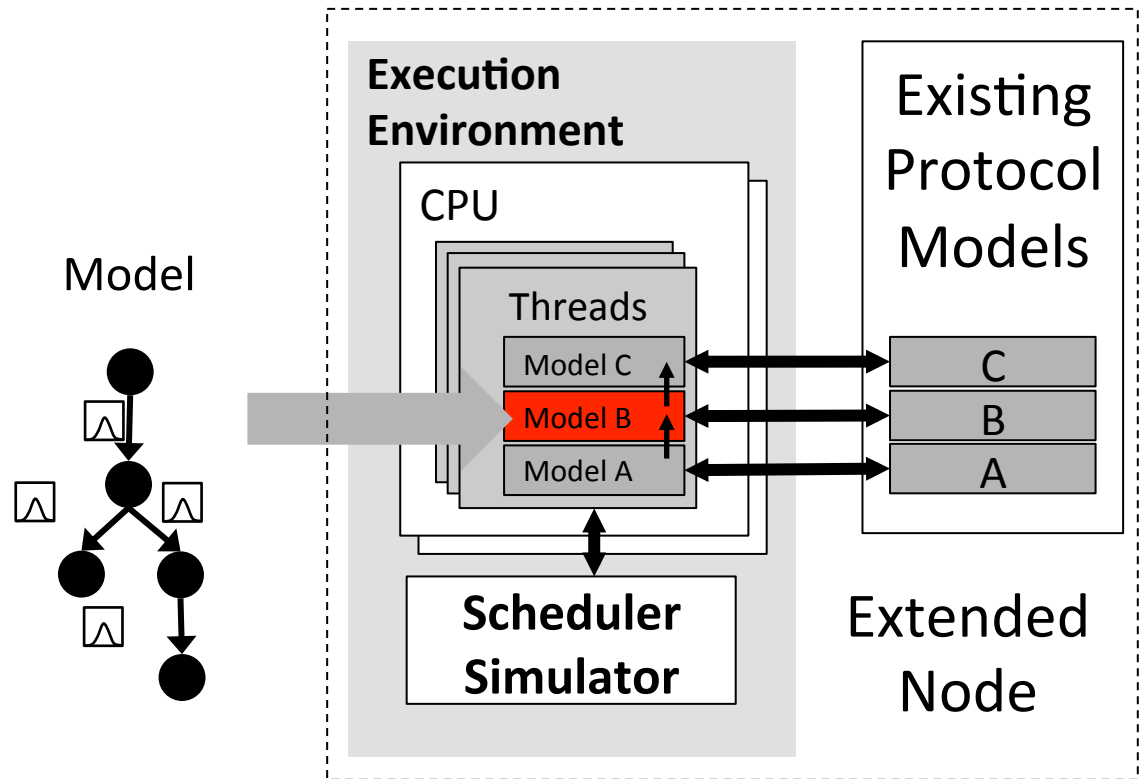 Model
Execution
Environment
CPU
Threads
Model C
Model B
Model A
Scheduler
Simulator
Existing
Protocol
Models
C
B
A
Extended
Node